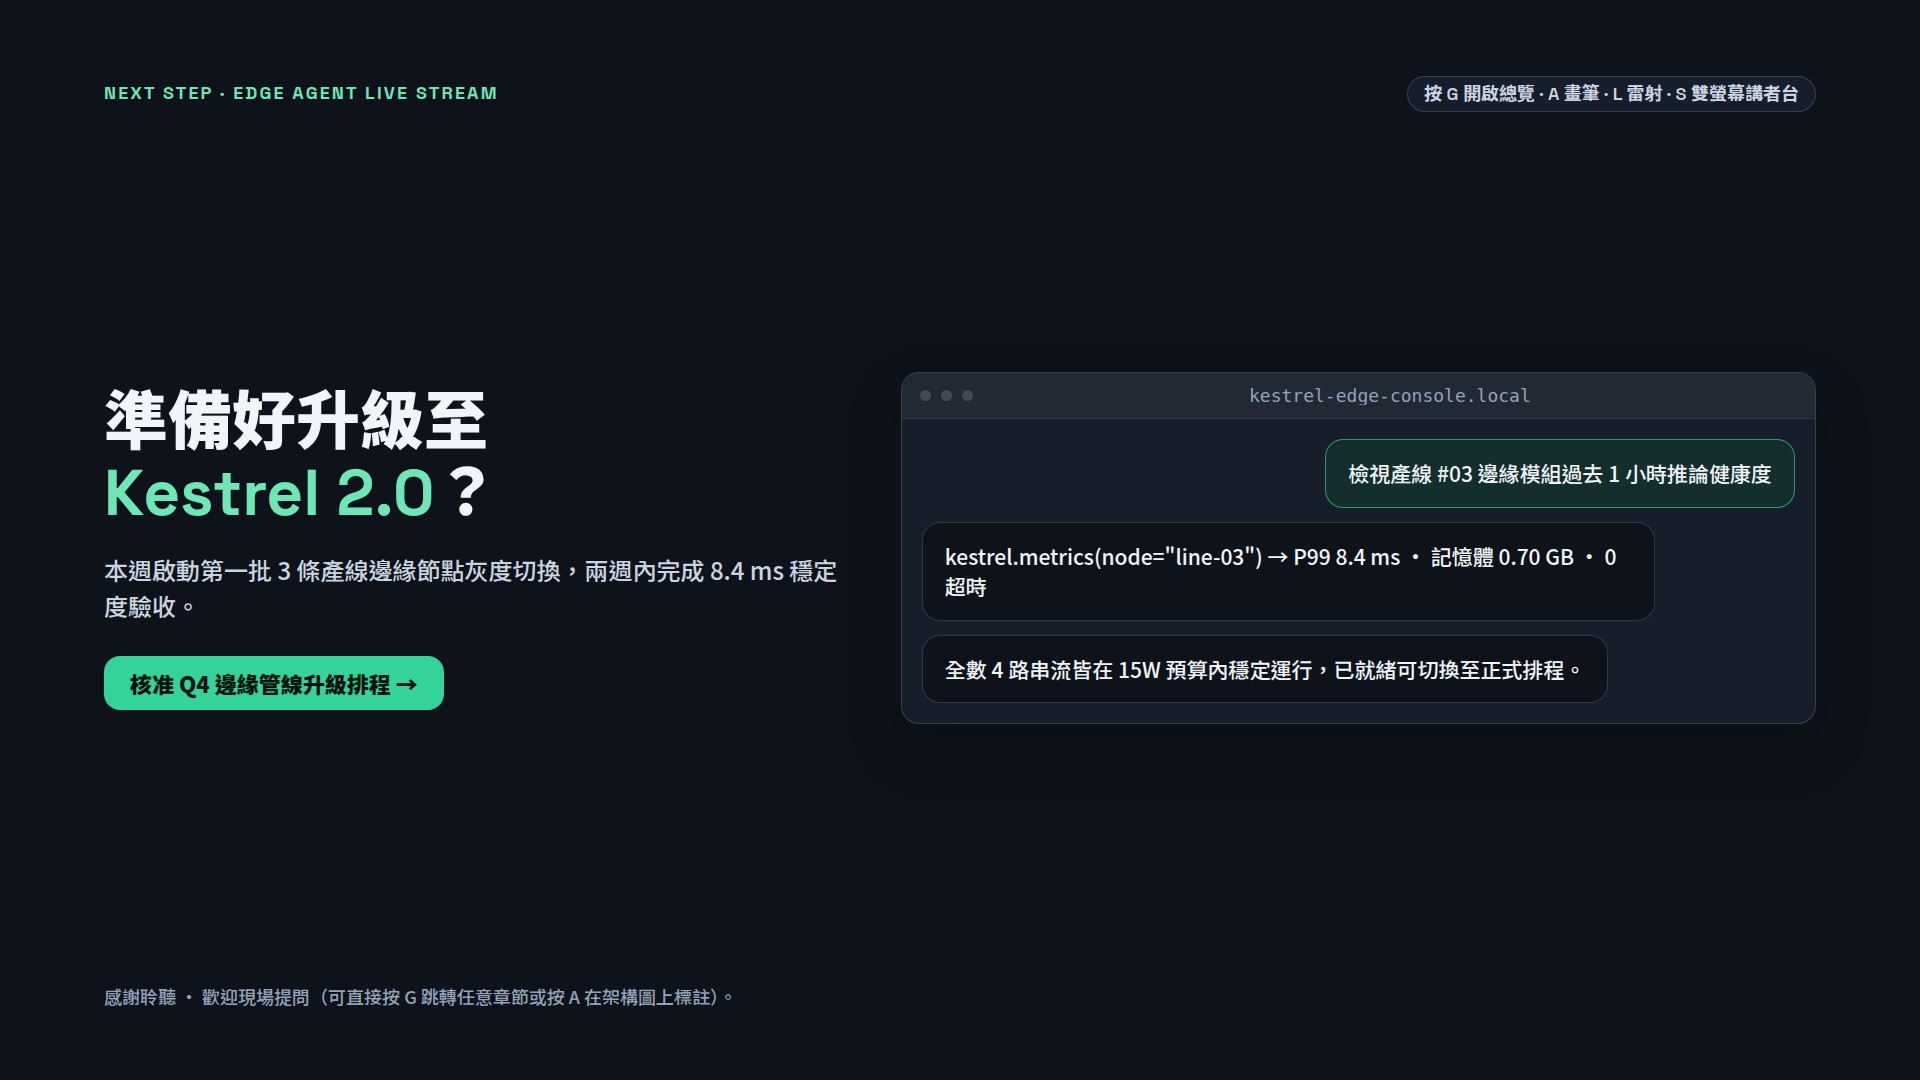 NEXT STEP · EDGE AGENT LIVE STREAM
按 G 開啟總覽 · A 畫筆 · L 雷射 · S 雙螢幕講者台
準備好升級至
Kestrel 2.0？
本週啟動第一批 3 條產線邊緣節點灰度切換，兩週內完成 8.4 ms 穩定
度驗收。
核准 Q4 邊緣管線升級排程 →
kestrel-edge-console.local
檢視產線 #03 邊緣模組過去 1 小時推論健康度
kestrel.metrics(node="line-03") → P99 8.4 ms ・ 記憶體 0.70 GB ・ 0
超時
全數 4 路串流皆在 15W 預算內穩定運行，已就緒可切換至正式排程。
感謝聆聽 ・ 歡迎現場提問（可直接按 G 跳轉任意章節或按 A 在架構圖上標註）。